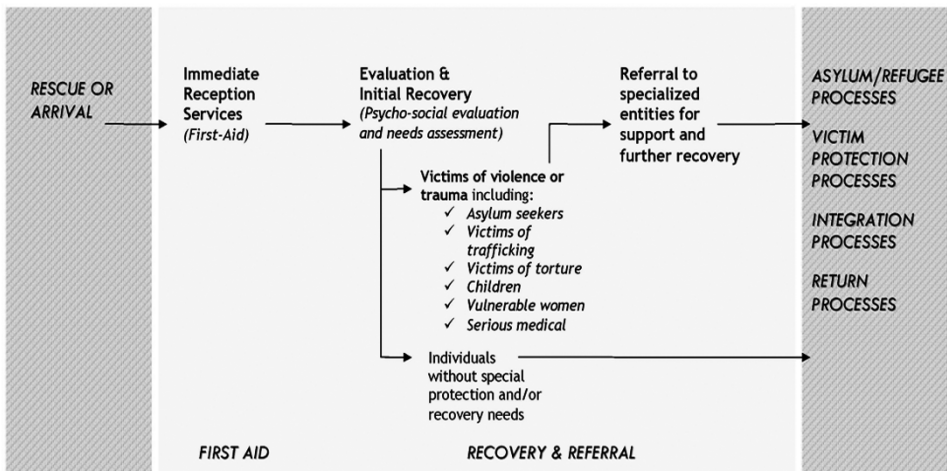 RESCUE OR
ARRIVAL
Immediate
Reception
Services
(First-Aid)
Evaluation &
Initial Recovery
(Psycho-social evaluation
and needs assessment)
Victims of violence or
trauma including:
✓ Asylum seekers
✓ Victims of
trafficking
✓ Victims of torture
✓ Children
✓ Vulnerable women
✓ Serious medical
Individuals
without special
protection and/or
recovery needs
Referral to
specialized
entities for
support and
further recovery
ASYLUM/REFUGEE
PROCESSES
VICTIM
PROTECTION
PROCESSES
INTEGRATION
PROCESSES
RETURN
PROCESSES
FIRST AID
RECOVERY & REFERRAL